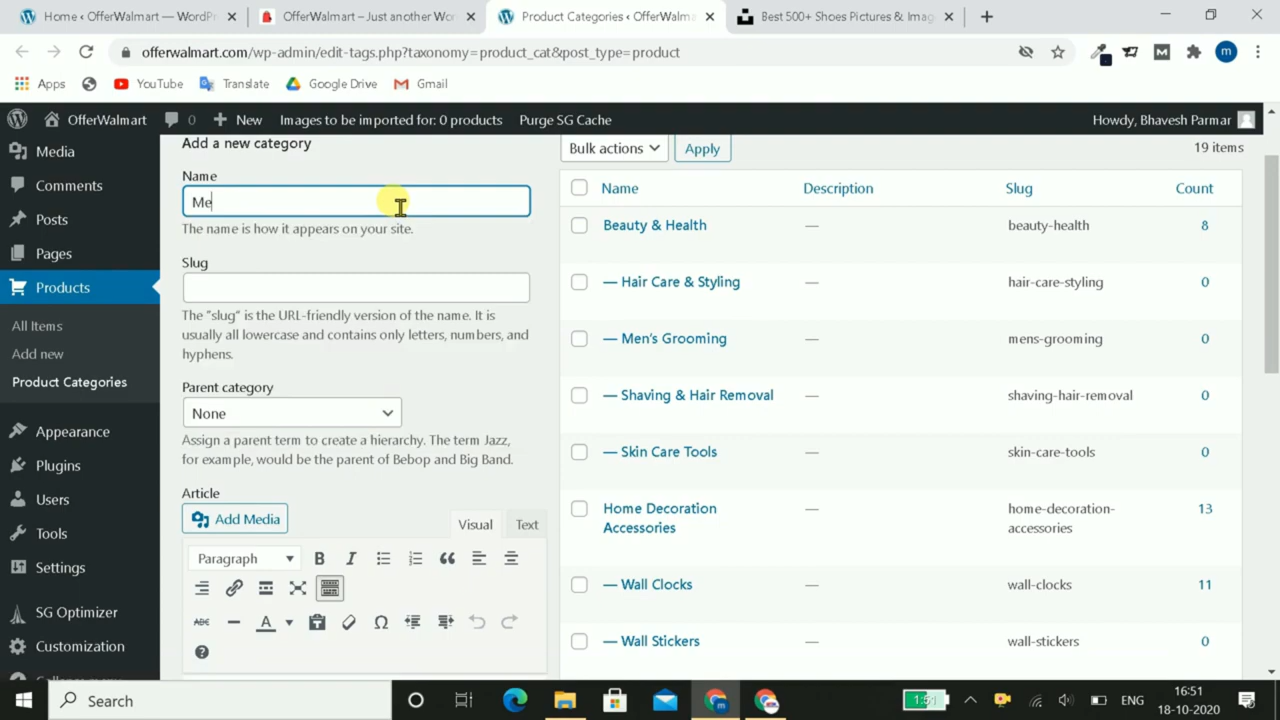 Home ‹ OfferWalmart — WordPr
OfferWalmart – Just another Wor
Product Categories ‹ OfferWalma
Best 500+ Shoes Pictures & Imag
offerwalmart.com/wp-admin/edit-tags.php?taxonomy=product_cat&post_type=product
M
m
Apps
YouTube
Translate
Google Drive
Gmail
OfferWalmart
0
New
Images to be imported for: 0 products
Purge SG Cache
Howdy, Bhavesh Parmar
Media
Comments
Posts
Pages
Products
All Items
Add new
Product Categories
Appearance
Plugins
Users
Tools
Settings
SG Optimizer
Customization
Add a new category
Name
Me
The name is how it appears on your site.
Slug
The “slug” is the URL-friendly version of the name. It is
usually all lowercase and contains only letters, numbers, and
hyphens.
Parent category
None
Assign a parent term to create a hierarchy. The term Jazz,
for example, would be the parent of Bebop and Big Band.
Article
Add Media
Visual
Text
Paragraph
B
I
ABC
A
Bulk actions
Apply
19 items
Name
Description
Slug
Count
Beauty & Health
—
beauty-health
8
— Hair Care & Styling
—
hair-care-styling
0
— Men’s Grooming
—
mens-grooming
0
— Shaving & Hair Removal
—
shaving-hair-removal
0
— Skin Care Tools
—
skin-care-tools
0
Home Decoration
Accessories
—
home-decoration-
accessories
13
— Wall Clocks
—
wall-clocks
11
— Wall Stickers
—
wall-stickers
0
Search
1:51
ENG
16:51
18-10-2020